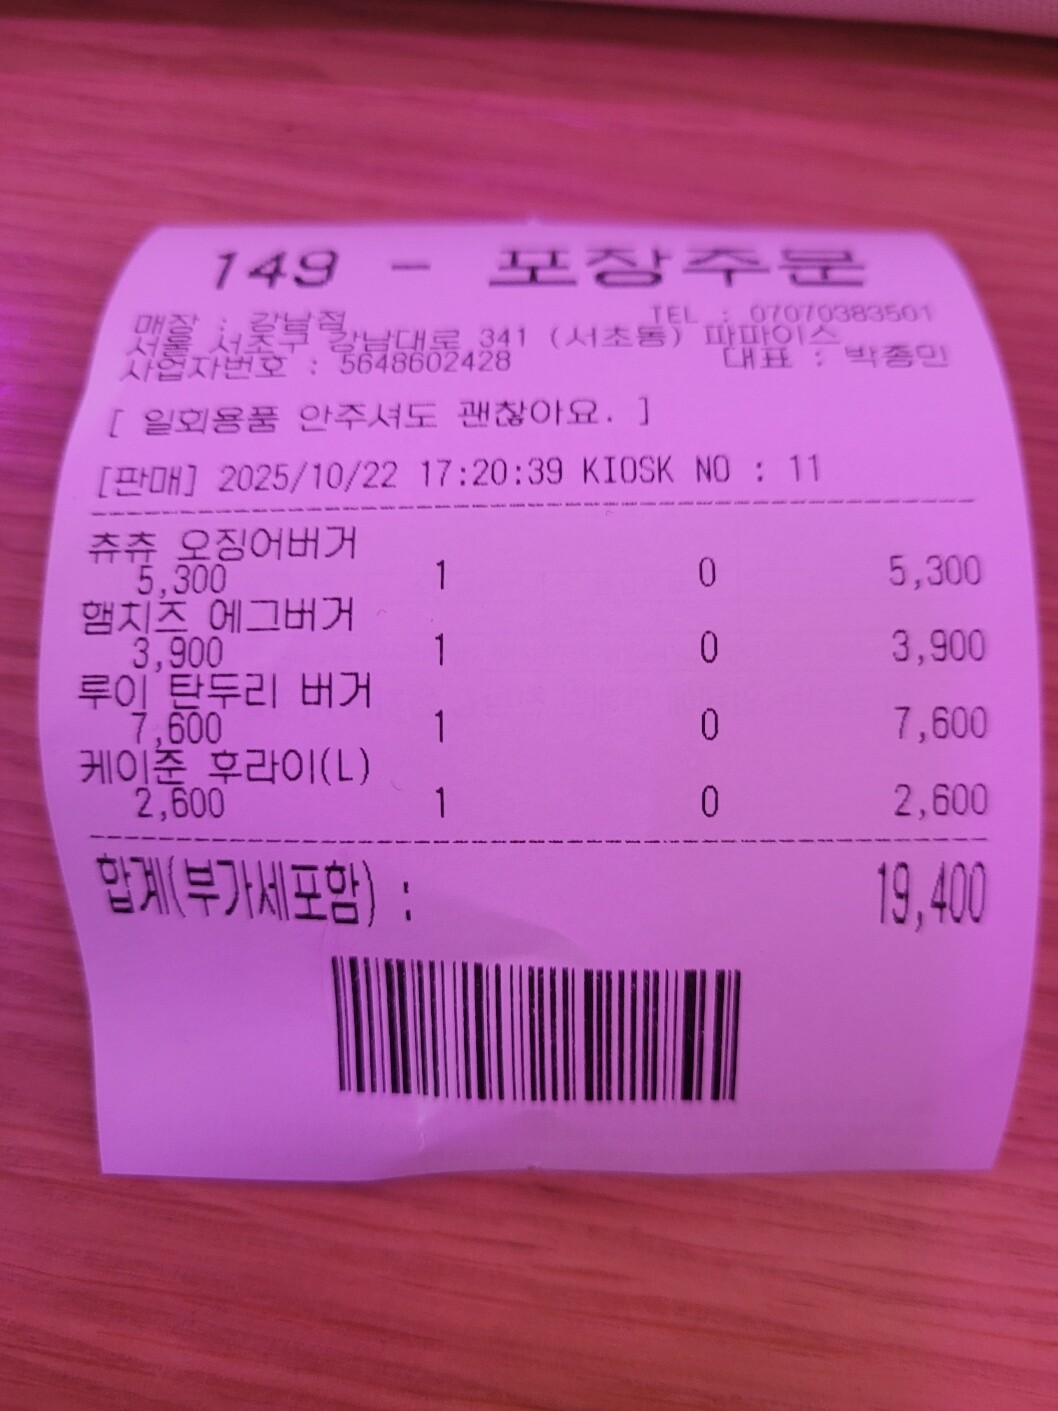 149 - 포장주문
매장 : 강남점 TEL : 07070383501
서울 서초구 강남대로 341 (서초동) 파파이스
사업자번호 : 5648602428 대표 : 박종민
[ 일회용품 안주셔도 괜찮아요. ]
[판매] 2025/10/22 17:20:39 KIOSK NO : 11
츄츄 오징어버거
5,300 1 0 5,300
햄치즈 에그버거
3,900 1 0 3,900
루이 탄두리 버거
7,600 1 0 7,600
케이준 후라이(L)
2,600 1 0 2,600
합계(부가세포함) : 19,400